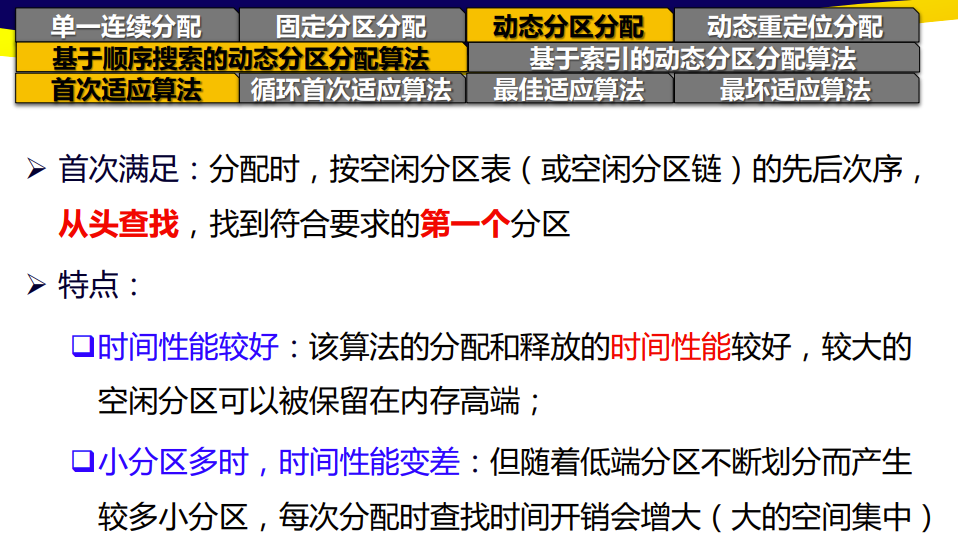 单一连续分配 固定分区分配 动态分区分配 动态重定位分配
基于顺序搜索的动态分区分配算法 基于索引的动态分区分配算法
首次适应算法 循环首次适应算法 最佳适应算法 最坏适应算法
首次满足：分配时，按空闲分区表（或空闲分区链）的先后次序，
从头查找，找到符合要求的第一个分区
特点：
时间性能较好：该算法的分配和释放的时间性能较好，较大的
空闲分区可以被保留在内存高端；
小分区多时，时间性能变差：但随着低端分区不断划分而产生
较多小分区，每次分配时查找时间开销会增大（大的空间集中）